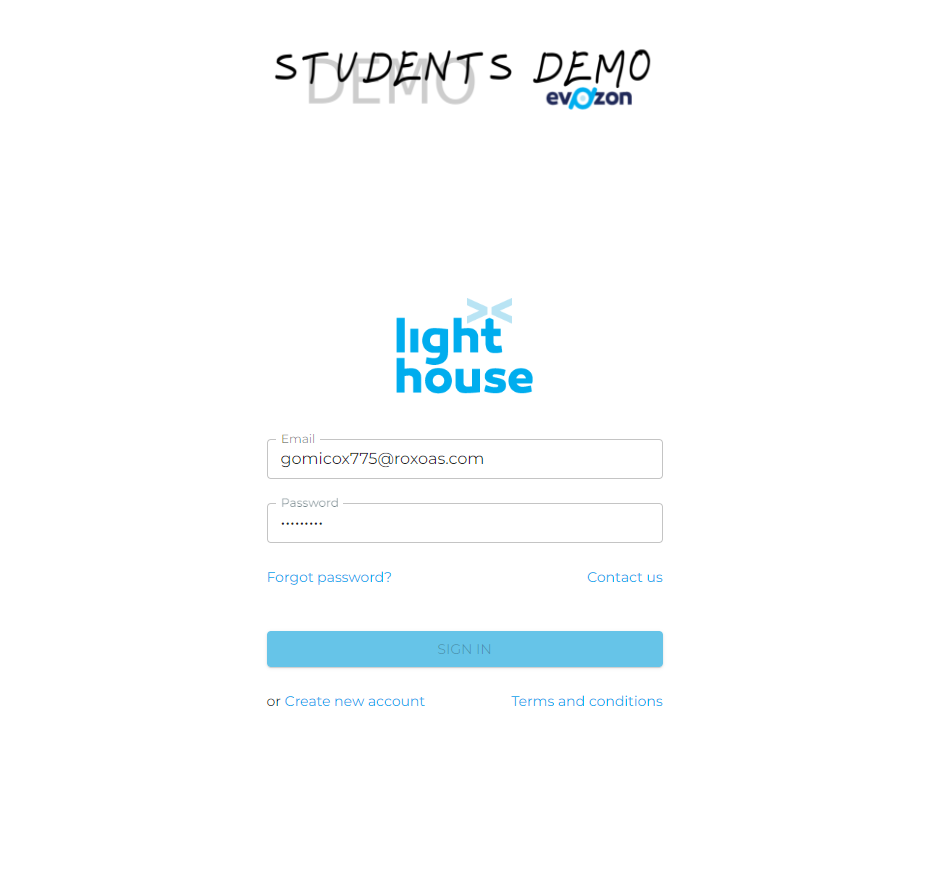 STUDENTS DEMO
DEMO
evozon
light
house
Email
gomicox775@roxoas.com
Password
•••••••••
Forgot password? Contact us
SIGN IN
or Create new account Terms and conditions